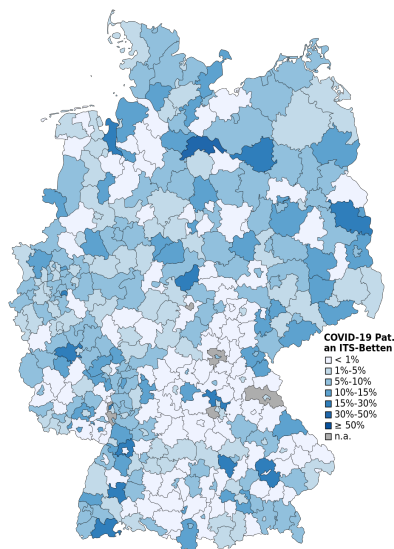 COVID-19 Pat.
an ITS-Betten
< 1%
1%-5%
5%-10%
10%-15%
15%-30%
30%-50%
≥ 50%
n.a.